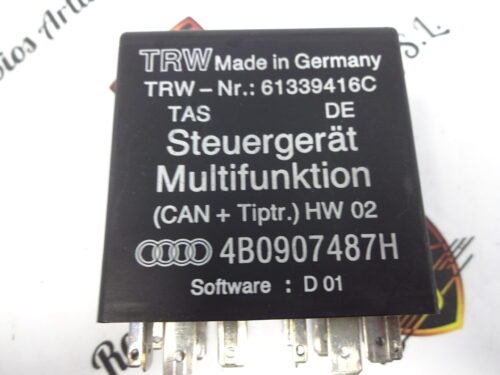 TRW Made in Germany
TRW – Nr.: 61339416C
TAS DE
Steuergerät
Multifunktion
(CAN + Tiptr.) HW 02
4B0907487H
Software : D 01
S.L.